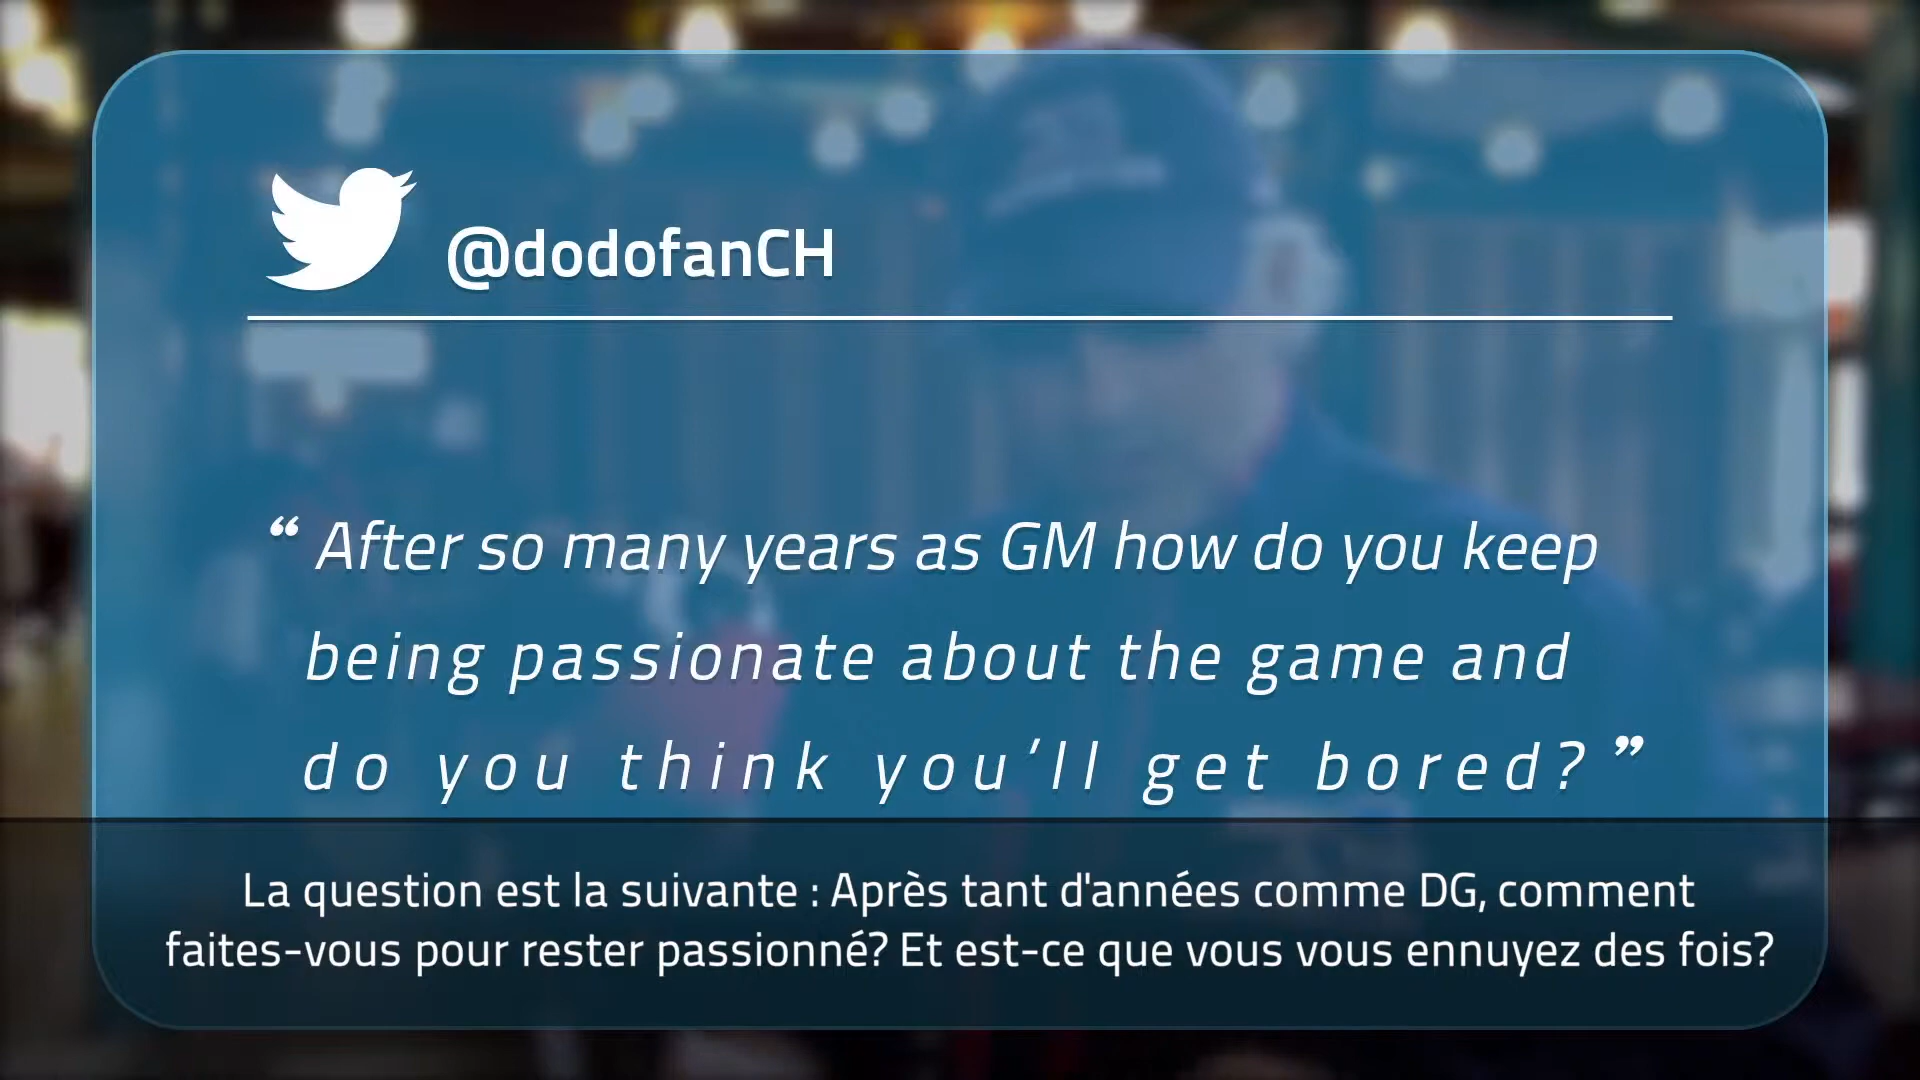 @dodofanCH
“ After so many years as GM how do you keep
being passionate about the game and
do you think you’ll get bored? ”
La question est la suivante : Après tant d'années comme DG, comment
faites-vous pour rester passionné? Et est-ce que vous vous ennuyez des fois?